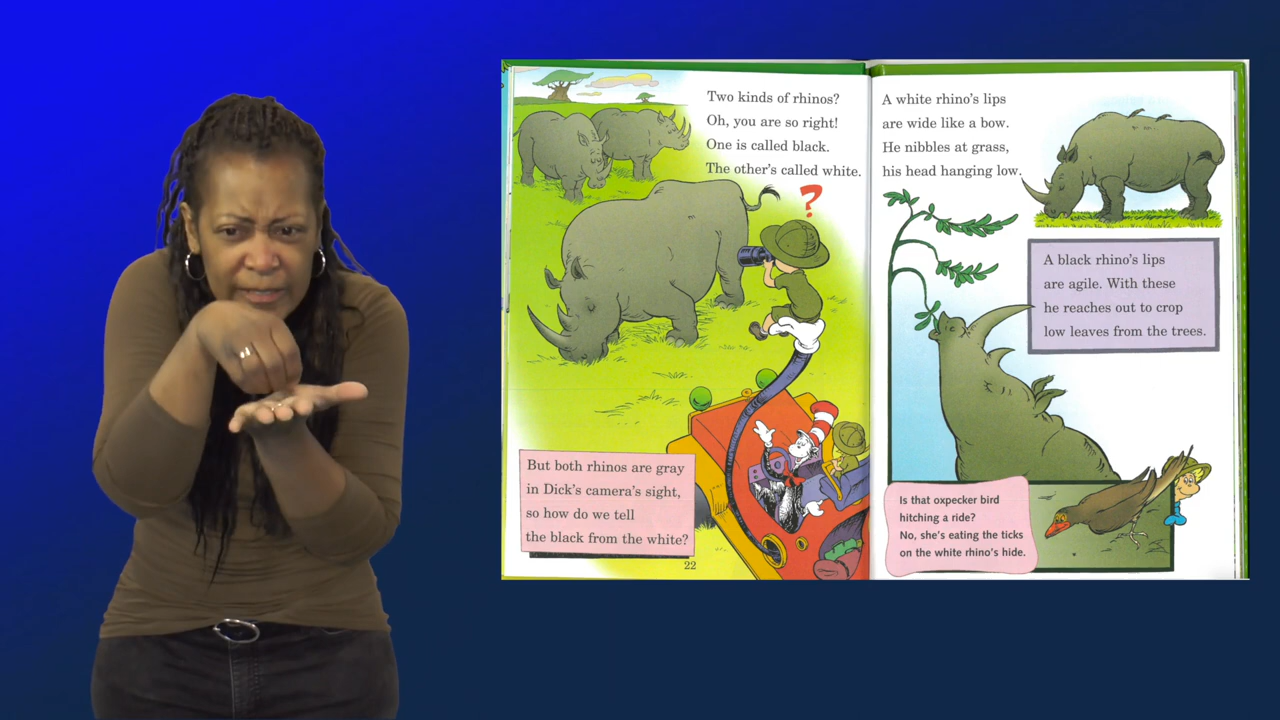 Two kinds of rhinos?
Oh, you are so right!
One is called black.
The other's called white.
?
But both rhinos are gray
in Dick's camera's sight,
so how do we tell
the black from the white?
22
A white rhino's lips
are wide like a bow.
He nibbles at grass,
his head hanging low.
A black rhino's lips
are agile. With these
he reaches out to crop
low leaves from the trees.
Is that oxpecker bird
hitching a ride?
No, she's eating the ticks
on the white rhino's hide.